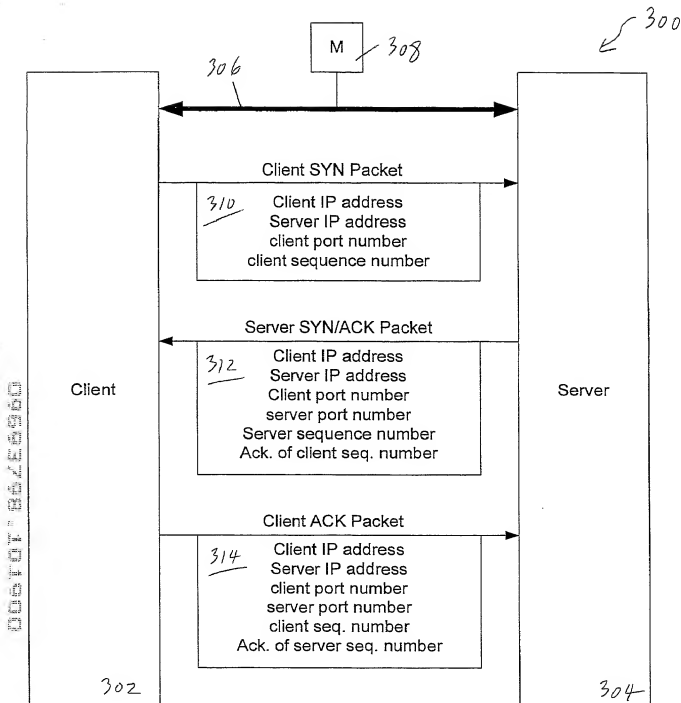 300
M
308
306
Client SYN Packet
310
Client IP address
Server IP address
client port number
client sequence number
Server SYN/ACK Packet
312
Client IP address
Server IP address
Client port number
server port number
Server sequence number
Ack. of client seq. number
Client
Server
Client ACK Packet
314
Client IP address
Server IP address
client port number
server port number
client seq. number
Ack. of server seq. number
302
304